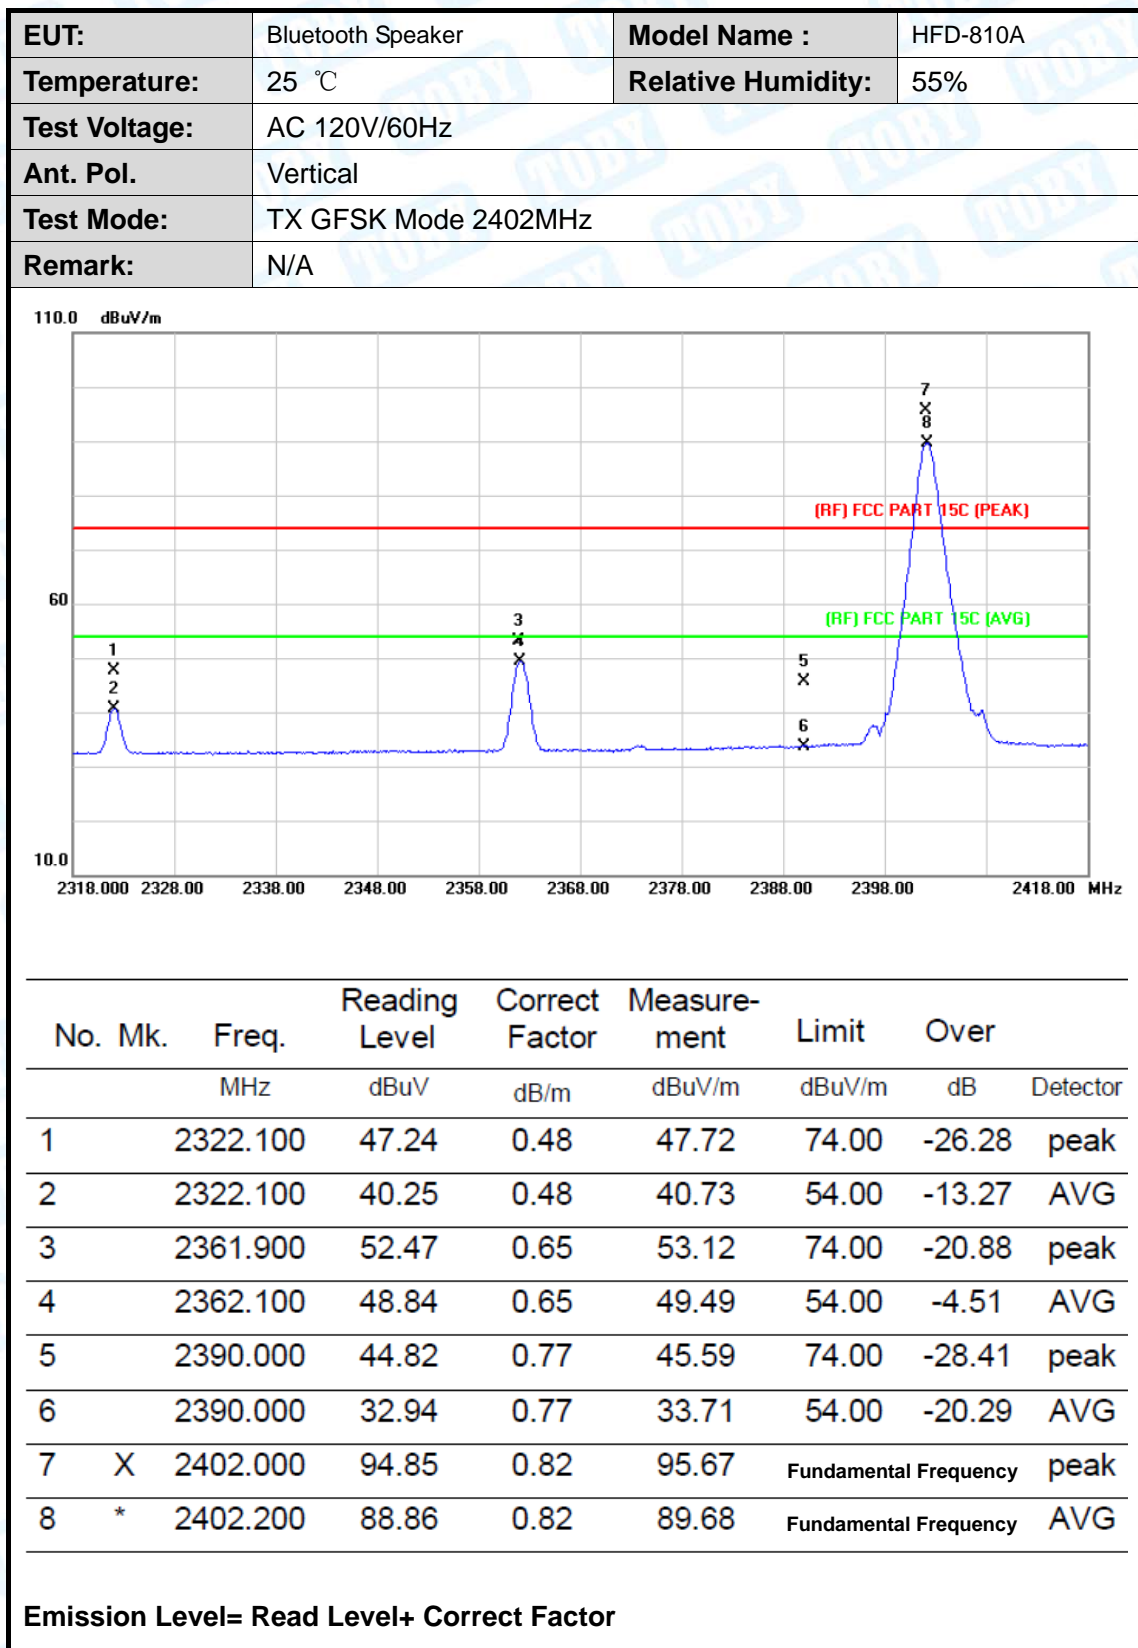 EUT: Bluetooth Speaker Model Name : HFD-810A
Temperature: 25 ℃ Relative Humidity: 55%
Test Voltage: AC 120V/60Hz
Ant. Pol. Vertical
Test Mode: TX GFSK Mode 2402MHz
Remark: N/A
110.0 dBuV/m
7
8
(RF) FCC PART 15C (PEAK)
60
3
(RF) FCC PART 15C (AVG)
1
4
5
2
6
10.0
2318.000 2328.00 2338.00 2348.00 2358.00 2368.00 2378.00 2388.00 2398.00 2418.00 MHz
No. Mk. Freq. Reading Level Correct Factor Measure-ment Limit Over
MHz dBuV dB/m dBuV/m dBuV/m dB Detector
1 2322.100 47.24 0.48 47.72 74.00 -26.28 peak
2 2322.100 40.25 0.48 40.73 54.00 -13.27 AVG
3 2361.900 52.47 0.65 53.12 74.00 -20.88 peak
4 2362.100 48.84 0.65 49.49 54.00 -4.51 AVG
5 2390.000 44.82 0.77 45.59 74.00 -28.41 peak
6 2390.000 32.94 0.77 33.71 54.00 -20.29 AVG
7 X 2402.000 94.85 0.82 95.67 Fundamental Frequency peak
8 * 2402.200 88.86 0.82 89.68 Fundamental Frequency AVG
Emission Level= Read Level+ Correct Factor